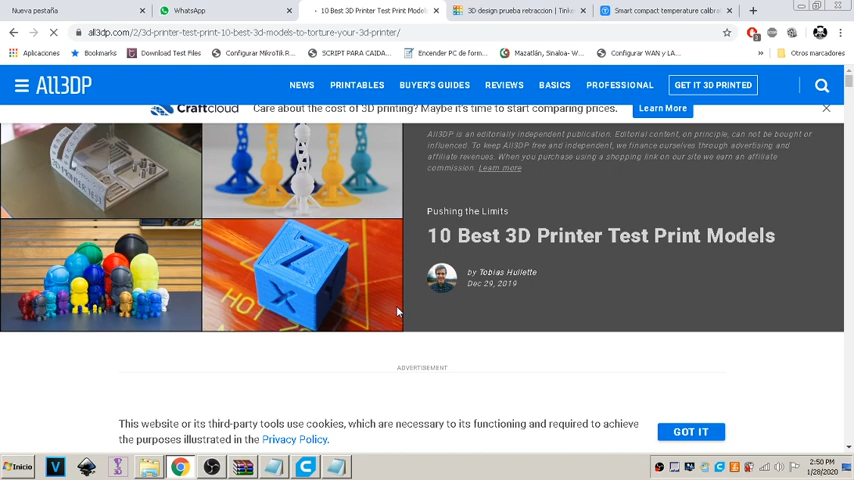 Nueva pestaña
WhatsApp
10 Best 3D Printer Test Print Models
3D design prueba retraccion | Tink
Smart compact temperature calibra
all3dp.com/2/3d-printer-test-print-10-best-3d-models-to-torture-your-3d-printer/
Aplicaciones
Bookmarks
Download Test Files
Configurar MikroTiK R...
SCRIPT PARA CAIDA...
Encender PC de form...
Mazatlán, Sinaloa- W...
Configurar WAN y LA...
»
Otros marcadores
All3DP
NEWS
PRINTABLES
BUYER'S GUIDES
REVIEWS
BASICS
PROFESSIONAL
GET IT 3D PRINTED
Craftcloud
Care about the cost of 3D printing? Maybe it's time to start comparing prices.
Learn More
All3DP is an editorially independent publication. Editorial content, on principle, can not be bought or
influenced. To keep All3DP free and independent, we finance ourselves through advertising and
affiliate revenues. When you purchase using a shopping link on our site we earn an affiliate
commission. Learn more
Pushing the Limits
10 Best 3D Printer Test Print Models
by Tobias Hullette
Dec 29, 2019
Z
X
HOT
ADVERTISEMENT
This website or its third-party tools use cookies, which are necessary to its functioning and required to achieve
the purposes illustrated in the Privacy Policy.
GOT IT
Inicio
2:50 PM
1/28/2020